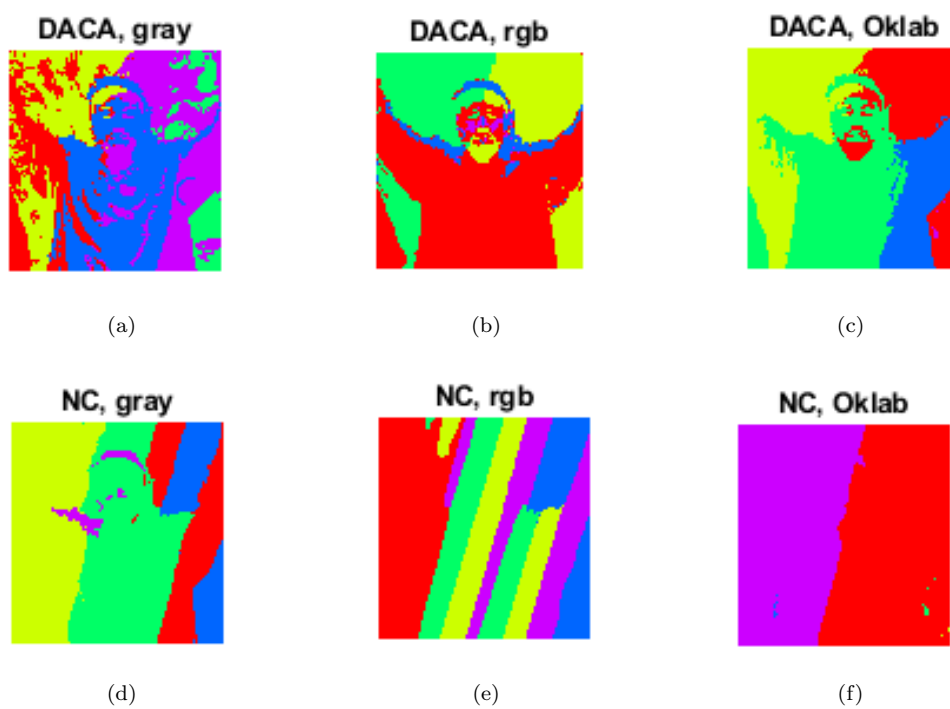 DACA, gray
DACA, rgb
DACA, Oklab
(a)
(b)
(c)
NC, gray
NC, rgb
NC, Oklab
(d)
(e)
(f)